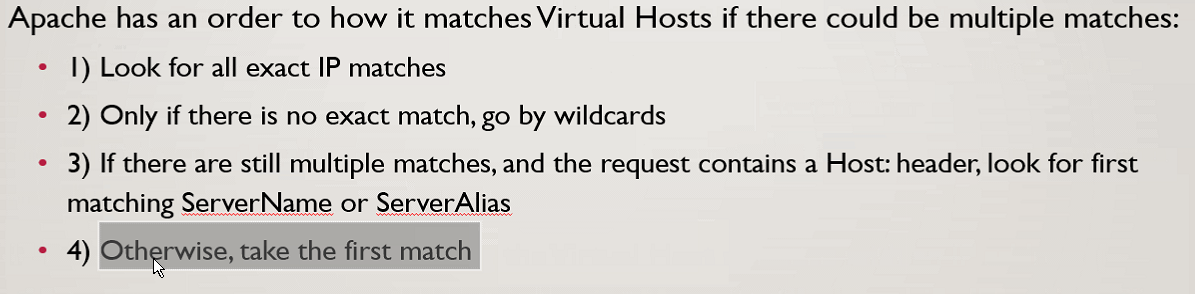 Apache has an order to how it matches Virtual Hosts if there could be multiple matches:
• 1) Look for all exact IP matches
• 2) Only if there is no exact match, go by wildcards
• 3) If there are still multiple matches, and the request contains a Host: header, look for first
matching ServerName or ServerAlias
• 4) Otherwise, take the first match